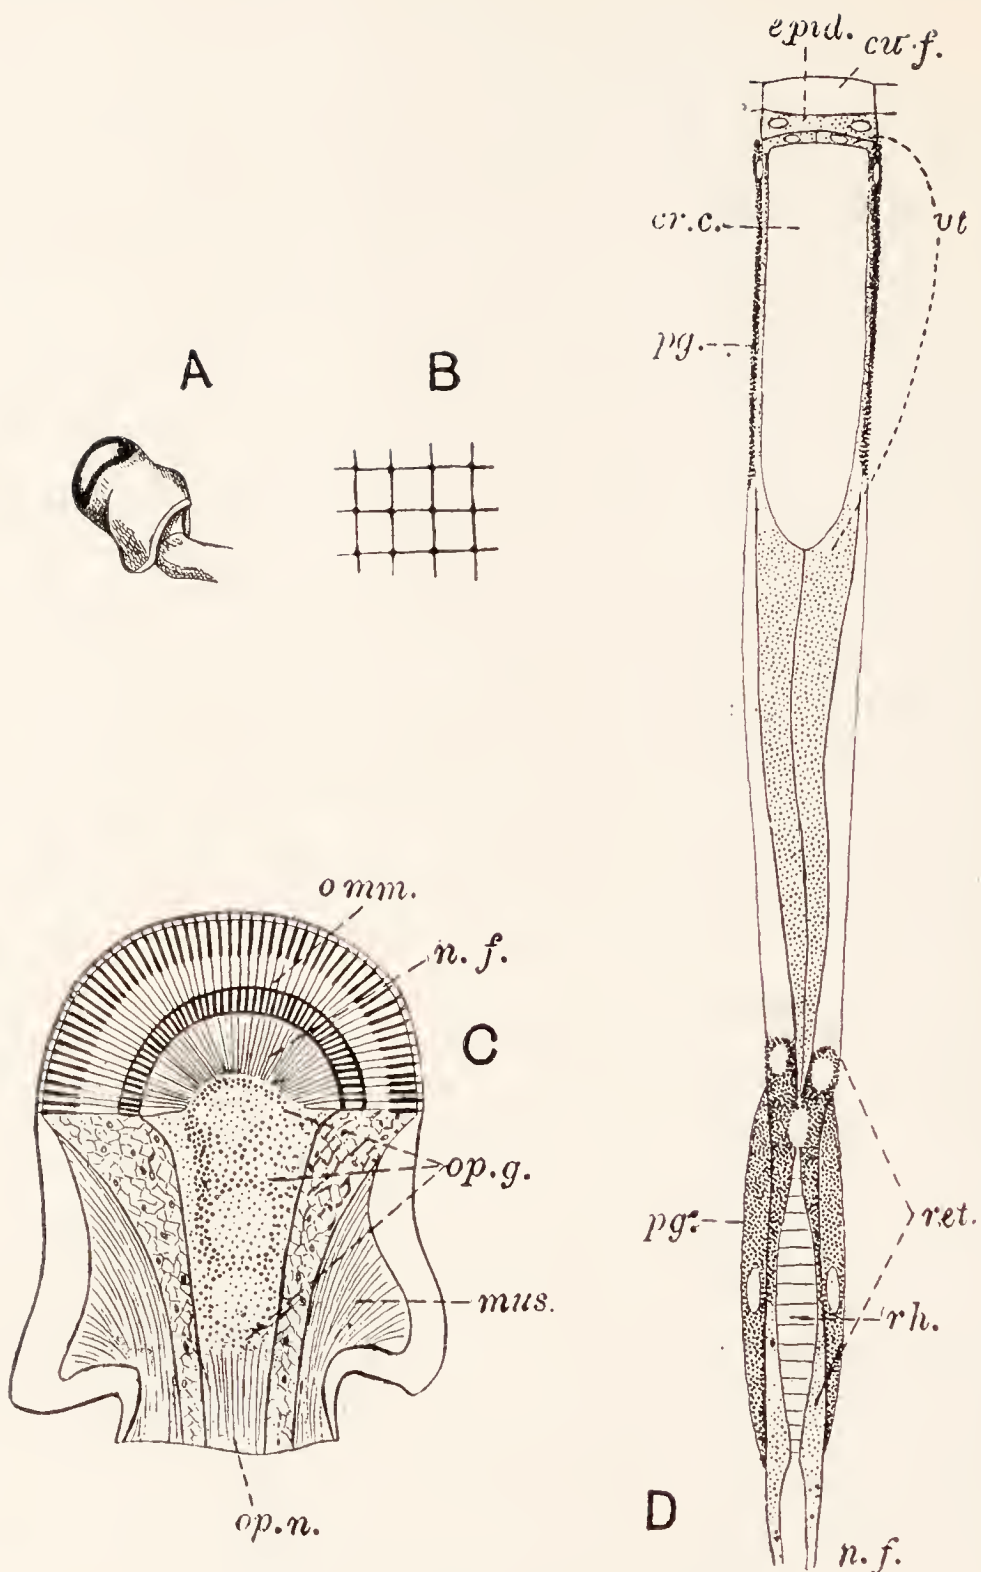 epid.
cu.f.
cr.c.
vt
pg.
A
B
omm.
n. f.
C
op.g.
mus.
op.n.
pg.
ret.
rh.
D
n. f.